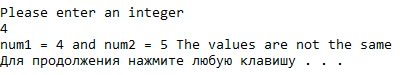 Please enter an integer
4
num1 = 4 and num2 = 5 The values are not the same
Для продолжения нажмите любую клавишу . . .